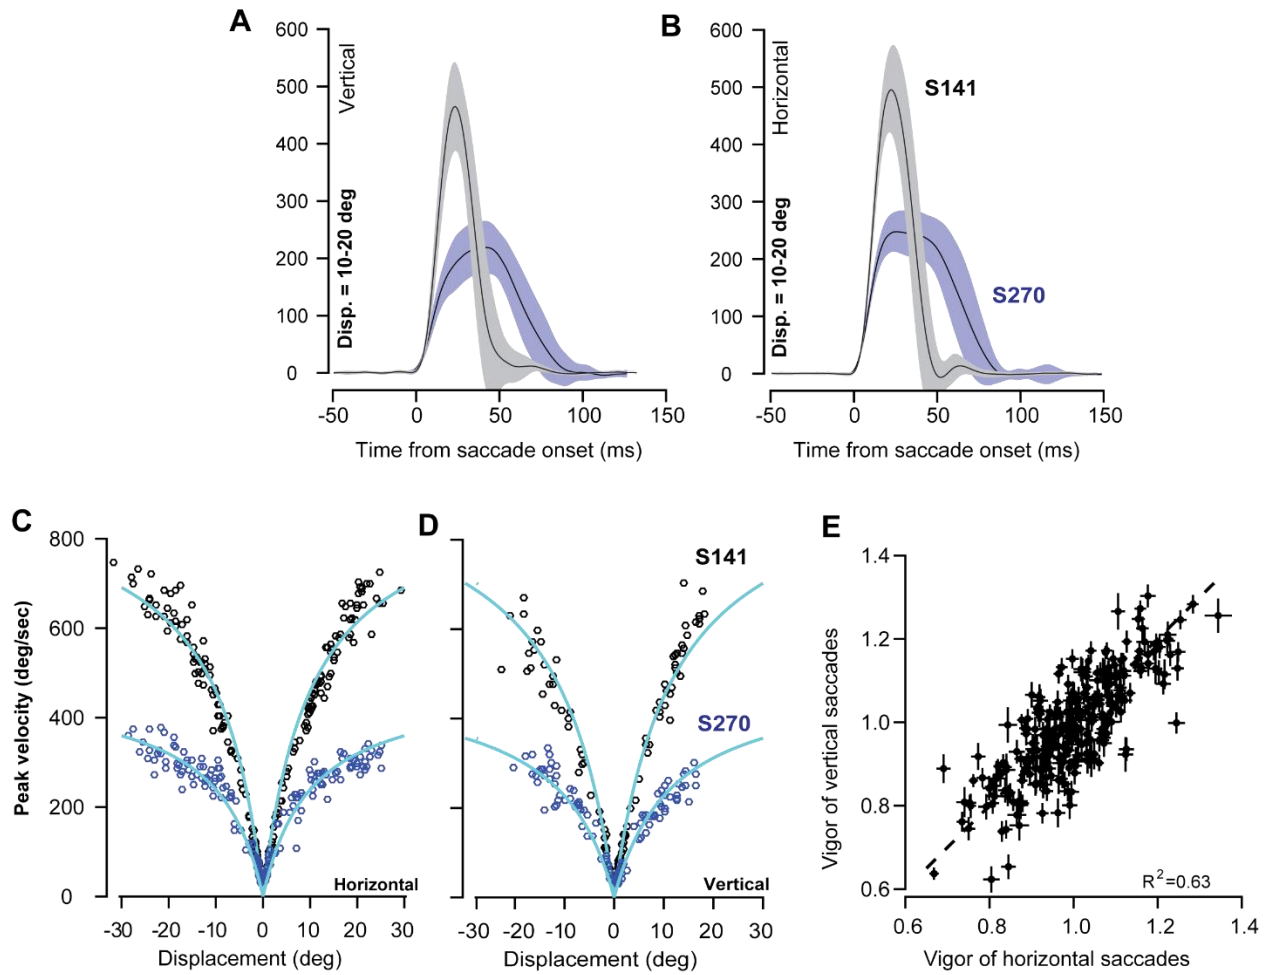 A
600
500
400
300
200
100
0
Vertical
Disp. = 10-20 deg
-50 0 50 100 150
Time from saccade onset (ms)
B
600
500
400
300
200
100
0
Horizontal
Disp. = 10-20 deg
S141
S270
-50 0 50 100 150
Time from saccade onset (ms)
C
800
600
400
200
0
Peak velocity (deg/sec)
Horizontal
-30 -20 -10 0 10 20 30
Displacement (deg)
D
S141
S270
Vertical
-30 -20 -10 0 10 20 30
Displacement (deg)
E
1.4
1.2
1.0
0.8
0.6
Vigor of vertical saccades
R²=0.63
0.6 0.8 1.0 1.2 1.4
Vigor of horizontal saccades